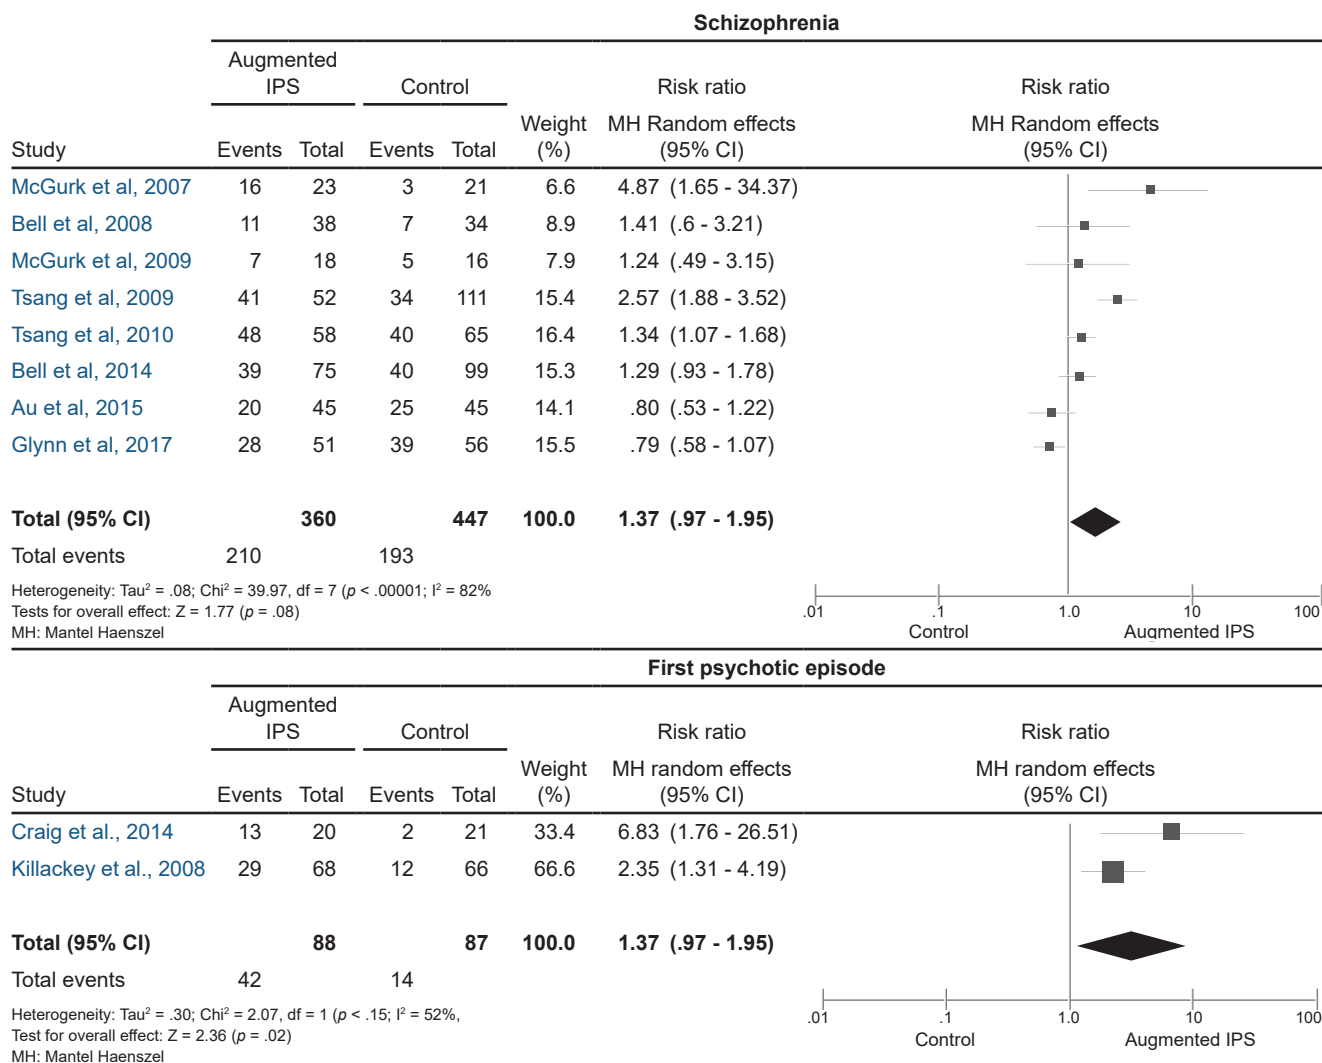 Schizophrenia
Augmented IPS Control Risk ratio Risk ratio
Study Events Total Events Total Weight (%) MH Random effects (95% CI) MH Random effects (95% CI)
McGurk et al, 2007 16 23 3 21 6.6 4.87 (1.65 - 34.37)
Bell et al, 2008 11 38 7 34 8.9 1.41 (.6 - 3.21)
McGurk et al, 2009 7 18 5 16 7.9 1.24 (.49 - 3.15)
Tsang et al, 2009 41 52 34 111 15.4 2.57 (1.88 - 3.52)
Tsang et al, 2010 48 58 40 65 16.4 1.34 (1.07 - 1.68)
Bell et al, 2014 39 75 40 99 15.3 1.29 (.93 - 1.78)
Au et al, 2015 20 45 25 45 14.1 .80 (.53 - 1.22)
Glynn et al, 2017 28 51 39 56 15.5 .79 (.58 - 1.07)
Total (95% CI) 360 447 100.0 1.37 (.97 - 1.95)
Total events 210 193
Heterogeneity: Tau² = .08; Chi² = 39.97, df = 7 (p < .00001; I² = 82%
Tests for overall effect: Z = 1.77 (p = .08)
MH: Mantel Haenszel
.01 .1 1.0 10 100
Control Augmented IPS
First psychotic episode
Augmented IPS Control Risk ratio Risk ratio
Study Events Total Events Total Weight (%) MH random effects (95% CI) MH random effects (95% CI)
Craig et al., 2014 13 20 2 21 33.4 6.83 (1.76 - 26.51)
Killackey et al., 2008 29 68 12 66 66.6 2.35 (1.31 - 4.19)
Total (95% CI) 88 87 100.0 1.37 (.97 - 1.95)
Total events 42 14
Heterogeneity: Tau² = .30; Chi² = 2.07, df = 1 (p < .15; I² = 52%,
Test for overall effect: Z = 2.36 (p = .02)
MH: Mantel Haenszel
.01 .1 1.0 10 100
Control Augmented IPS